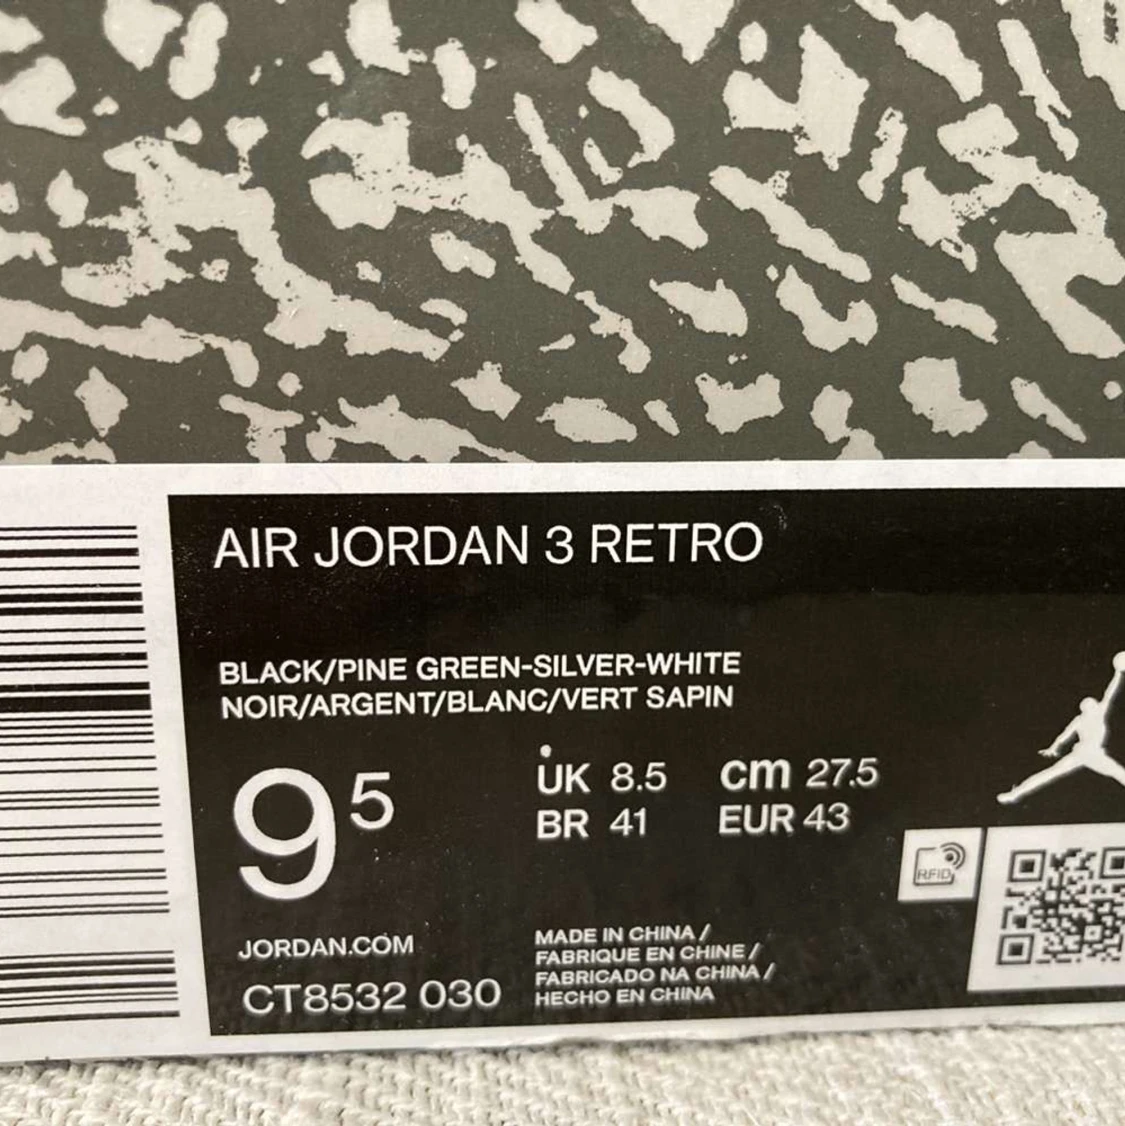 AIR JORDAN 3 RETRO
BLACK/PINE GREEN-SILVER-WHITE
NOIR/ARGENT/BLANC/VERT SAPIN
9 5
UK 8.5 cm 27.5
BR 41 EUR 43
RFID
JORDAN.COM
CT8532 030
MADE IN CHINA /
FABRIQUE EN CHINE /
FABRICADO NA CHINA /
HECHO EN CHINA